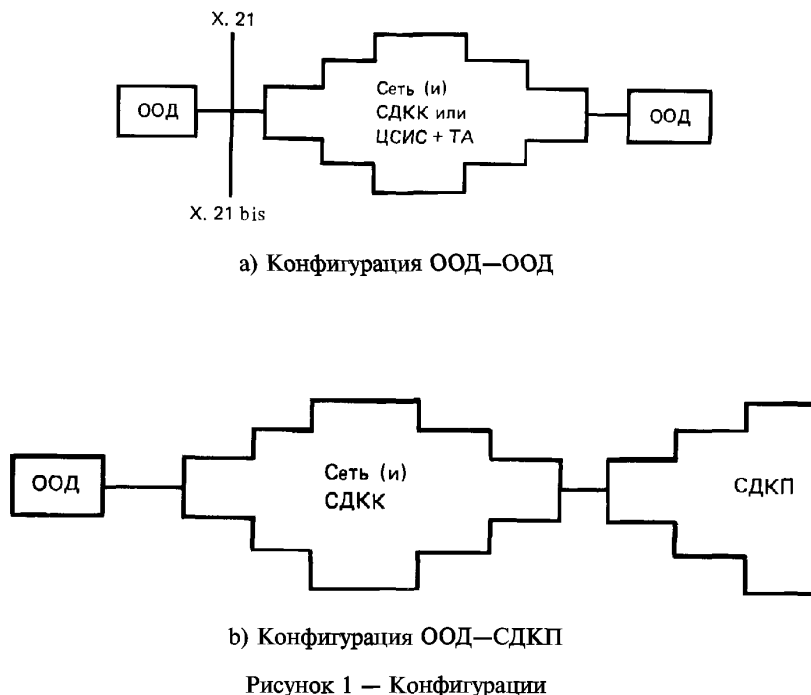 X. 21
ООД
Сеть (и)
СДКК или
ЦСИС + ТА
ООД
X. 21 bis
a) Конфигурация ООД—ООД
ООД
Сеть (и)
СДКК
СДКП
b) Конфигурация ООД—СДКП
Рисунок 1 — Конфигурации